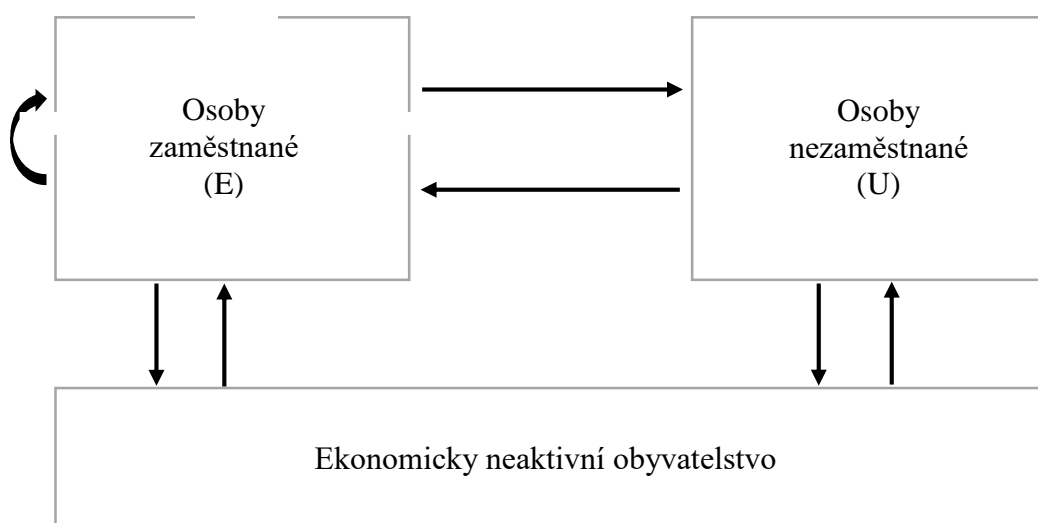 Osoby
zaměstnané
(E)
Osoby
nezaměstnané
(U)
Ekonomicky neaktivní obyvatelstvo